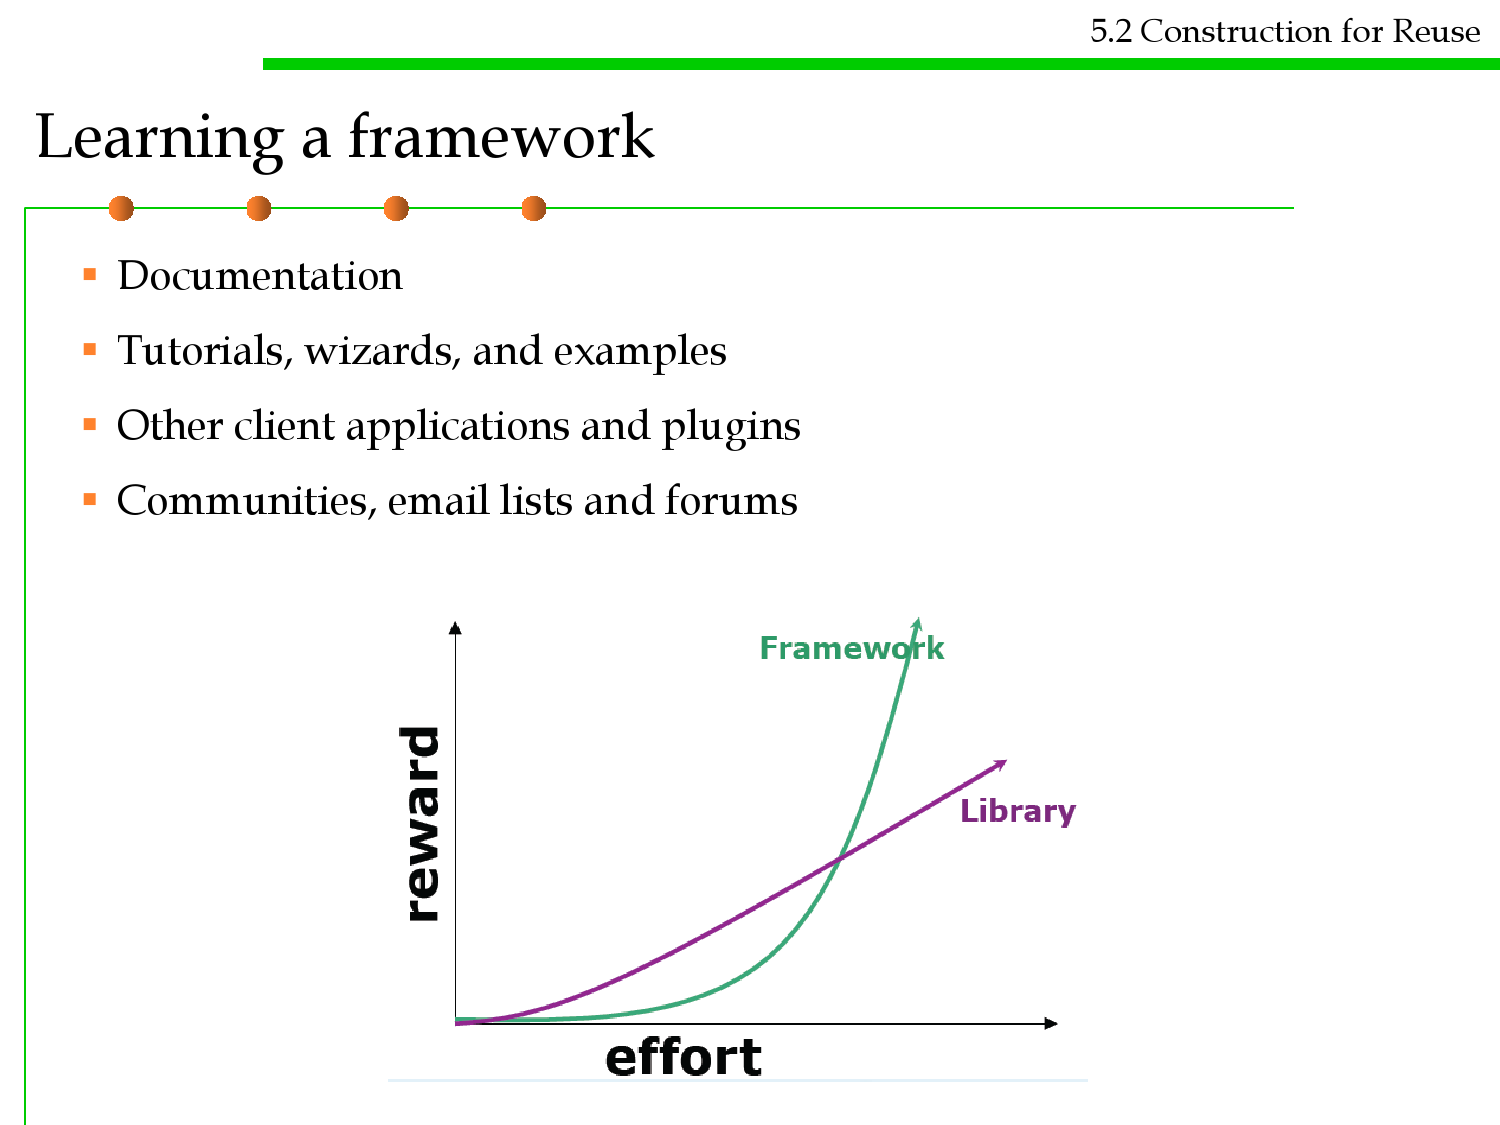 5.2 Construction for Reuse
Learning a framework
Documentation
Tutorials, wizards, and examples
Other client applications and plugins
Communities, email lists and forums
Framework
reward
Library
effort